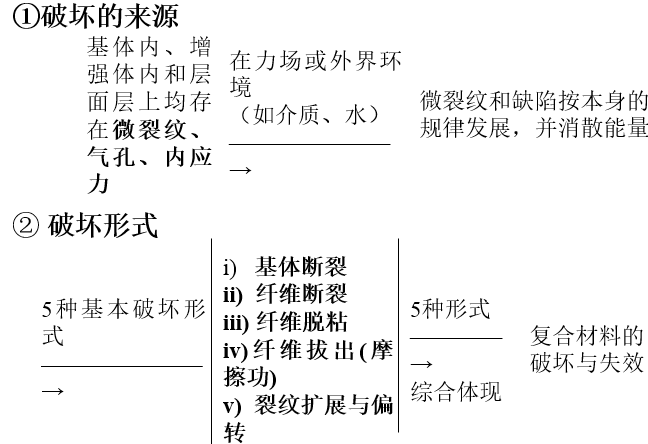 ①破坏的来源
基体内、增
强体内和层
面层上均存
在微裂纹、
气孔、内应
力
在力场或外界环
境
（如介质、水）
→
微裂纹和缺陷按本身的
规律发展，并消散能量
② 破坏形式
5种基本破坏形
式
→
i) 基体断裂
ii) 纤维断裂
iii) 纤维脱粘
iv)纤维拔出(摩
擦功)
v) 裂纹扩展与偏
转
5种形式
→
综合体现
复合材料的
破坏与失效